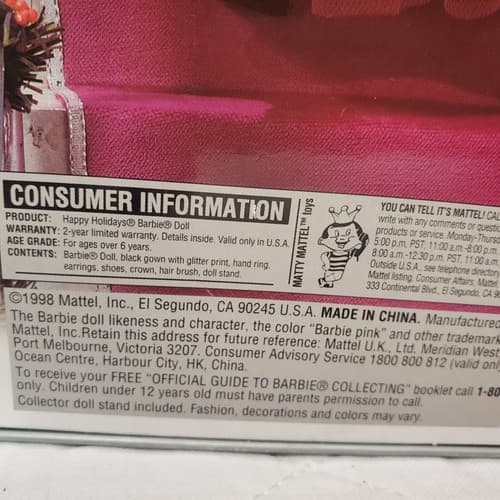 CONSUMER INFORMATION
PRODUCT: Happy Holidays® Barbie® Doll
WARRANTY: 2-year limited warranty. Details inside. Valid only in U.S.A.
AGE GRADE: For ages over 6 years.
CONTENTS: Barbie® Doll, black gown with glitter print, hand ring, earrings, shoes, crown, hair brush, doll stand.
MATTY MATTEL™ toys
YOU CAN TELL IT'S MATTEL! CAL
write with any comments or questic
products or service. Monday-Thurs
5:00 p.m. PST; 11:00 a.m.-8:00 p.m.
8:00 a.m.-12:30 p.m. PST, 11:00 a.m.
Outside U.S., see telephone director
Mattel listing. Consumer Affairs, Mattel
333 Continental Blvd., El Segundo, CA 9
©1998 Mattel, Inc., El Segundo, CA 90245 U.S.A. MADE IN CHINA. Manufacture
The Barbie doll likeness and character, the color "Barbie pink" and other trademark
Mattel, Inc.Retain this address for future reference: Mattel U.K., Ltd. Meridian West
Port Melbourne, Victoria 3207. Consumer Advisory Service 1800 800 812 (valid onl
Ocean Centre, Harbour City, HK, China.
To receive your FREE "OFFICIAL GUIDE TO BARBIE® COLLECTING" booklet call 1-80
only. Children under 12 years old must have parents permission to call.
Collector doll stand included. Fashion, decorations and colors may vary.